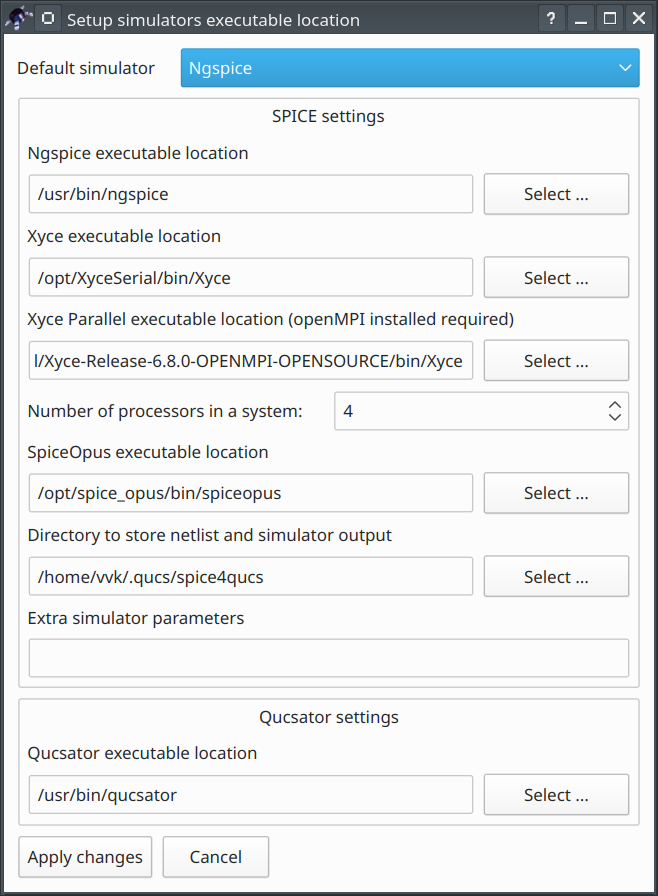 Setup simulators executable location ?
Default simulator Ngspice
SPICE settings
Ngspice executable location
/usr/bin/ngspice Select ...
Xyce executable location
/opt/XyceSerial/bin/Xyce Select ...
Xyce Parallel executable location (openMPI installed required)
l/Xyce-Release-6.8.0-OPENMPI-OPENSOURCE/bin/Xyce Select ...
Number of processors in a system: 4
SpiceOpus executable location
/opt/spice_opus/bin/spiceopus Select ...
Directory to store netlist and simulator output
/home/vvk/.qucs/spice4qucs Select ...
Extra simulator parameters
Qucsator settings
Qucsator executable location
/usr/bin/qucsator Select ...
Apply changes Cancel